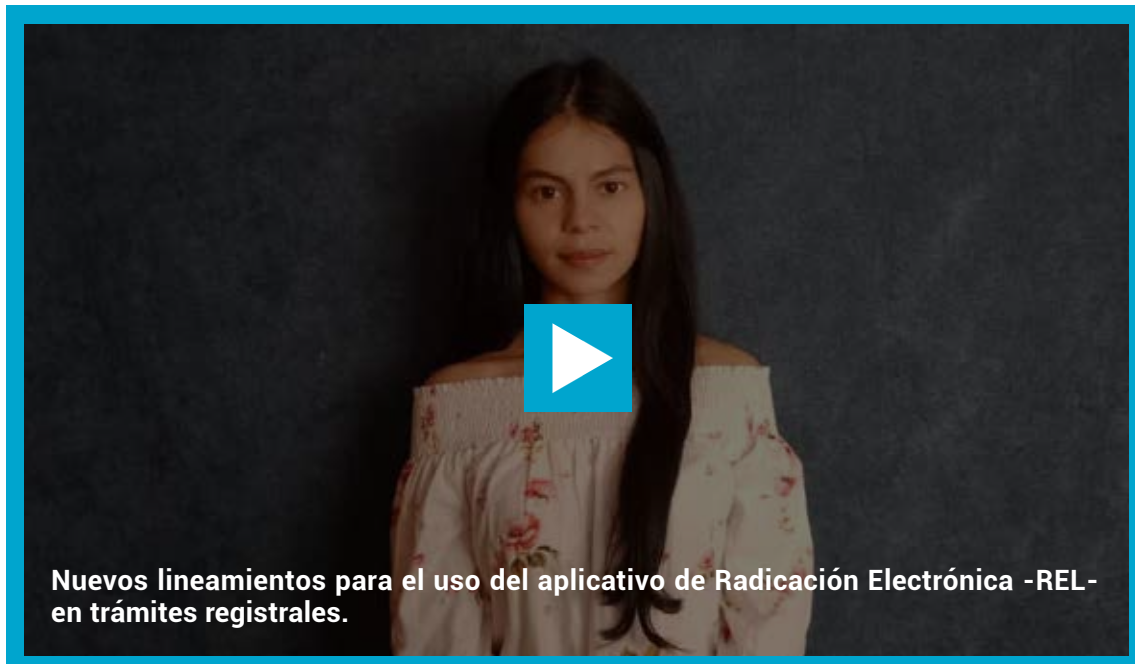 Nuevos lineamientos para el uso del aplicativo de Radicación Electrónica -REL-
en trámites registrales.